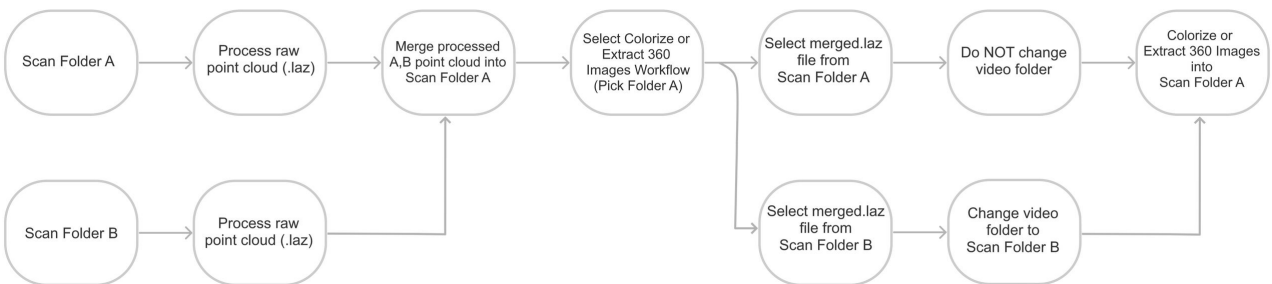 Scan Folder A
Process raw
point cloud (.laz)
Merge processed
A,B point cloud into
Scan Folder A
Select Colorize or
Extract 360
Images Workflow
(Pick Folder A)
Select merged.laz
file from
Scan Folder A
Do NOT change
video folder
Colorize or
Extract 360 Images
into
Scan Folder A
Scan Folder B
Process raw
point cloud (.laz)
Select merged.laz
file from
Scan Folder B
Change video
folder to
Scan Folder B